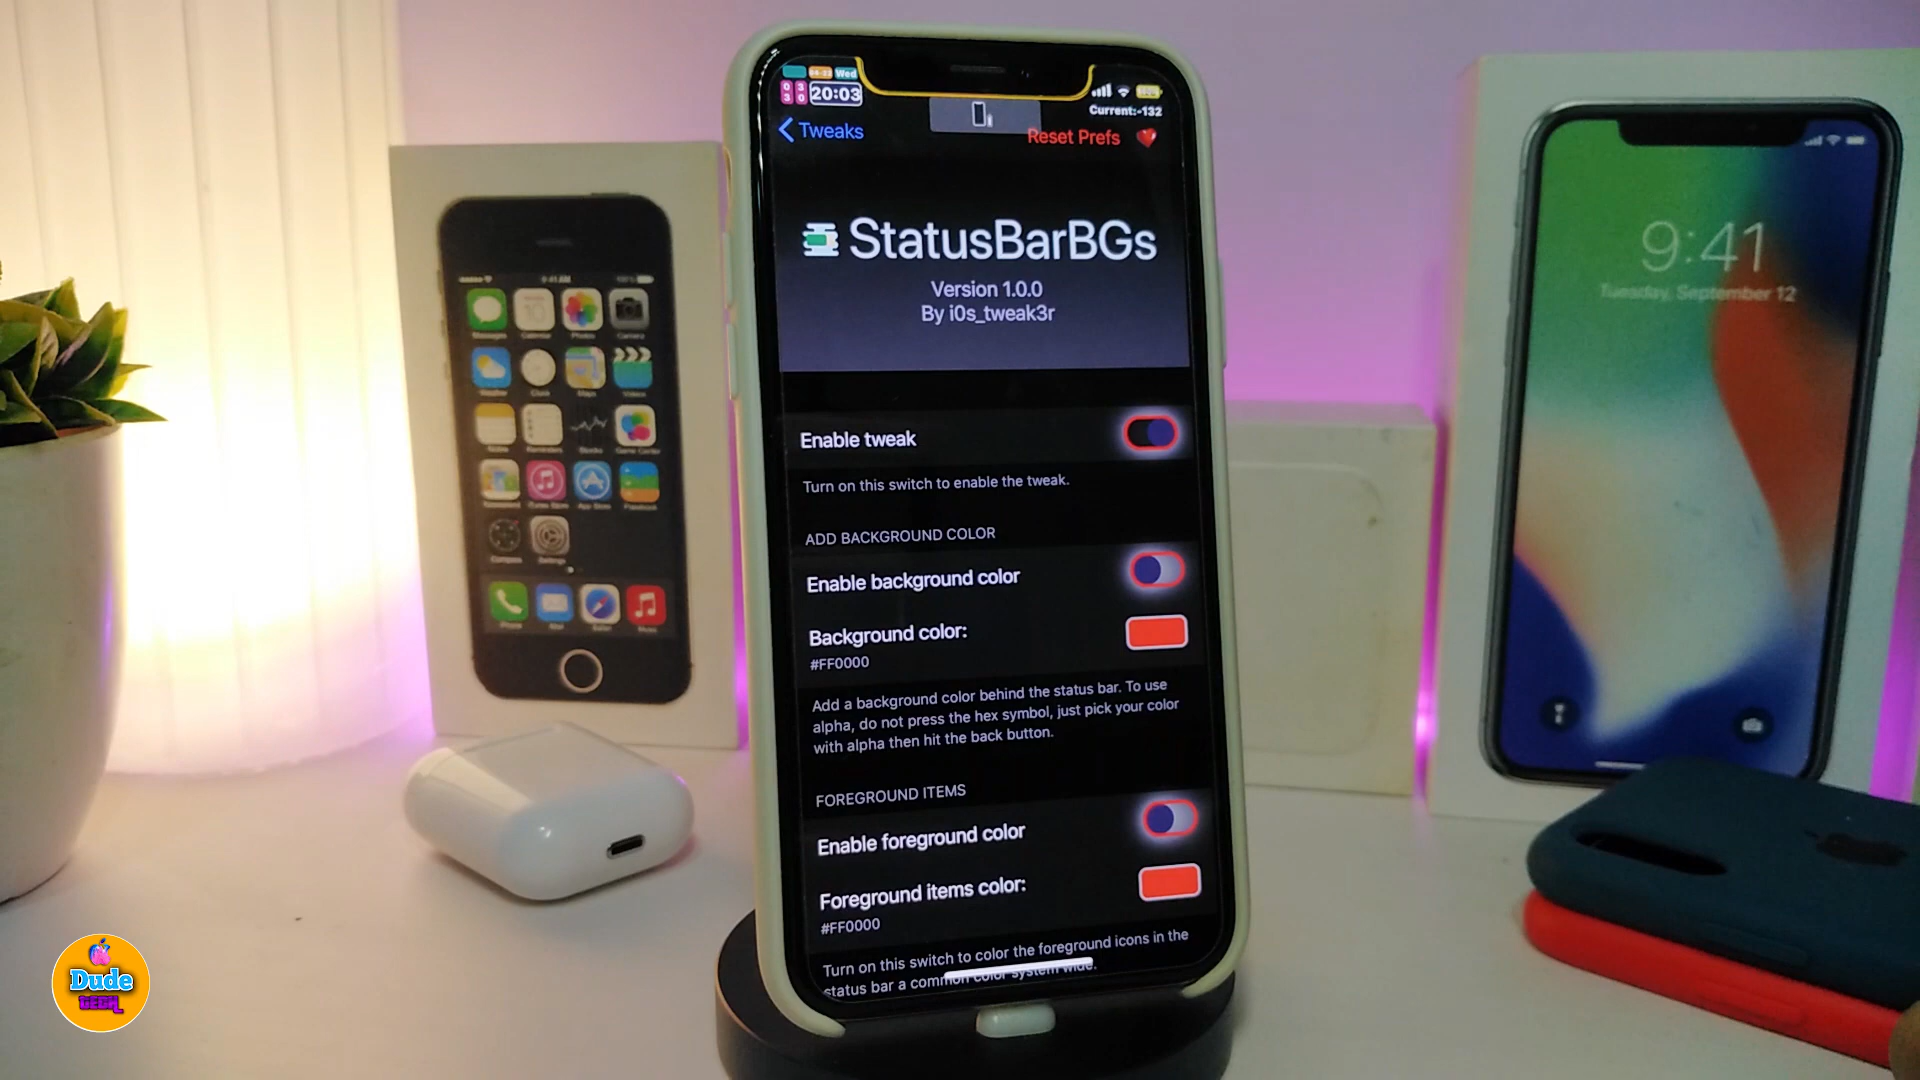 Wed
20:03
Current:-132
Tweaks
Reset Prefs
StatusBarBGs
Version 1.0.0
By i0s_tweak3r
Enable tweak
Turn on this switch to enable the tweak.
ADD BACKGROUND COLOR
Enable background color
Background color:
#FF0000
Add a background color behind the status bar. To use
alpha, do not press the hex symbol, just pick your color
with alpha then hit the back button.
FOREGROUND ITEMS
Enable foreground color
Foreground items color:
#FF0000
Turn on this switch to color the foreground icons in the
status bar a common color system wide.
9:41
Tuesday, September 12
Dude
TECH